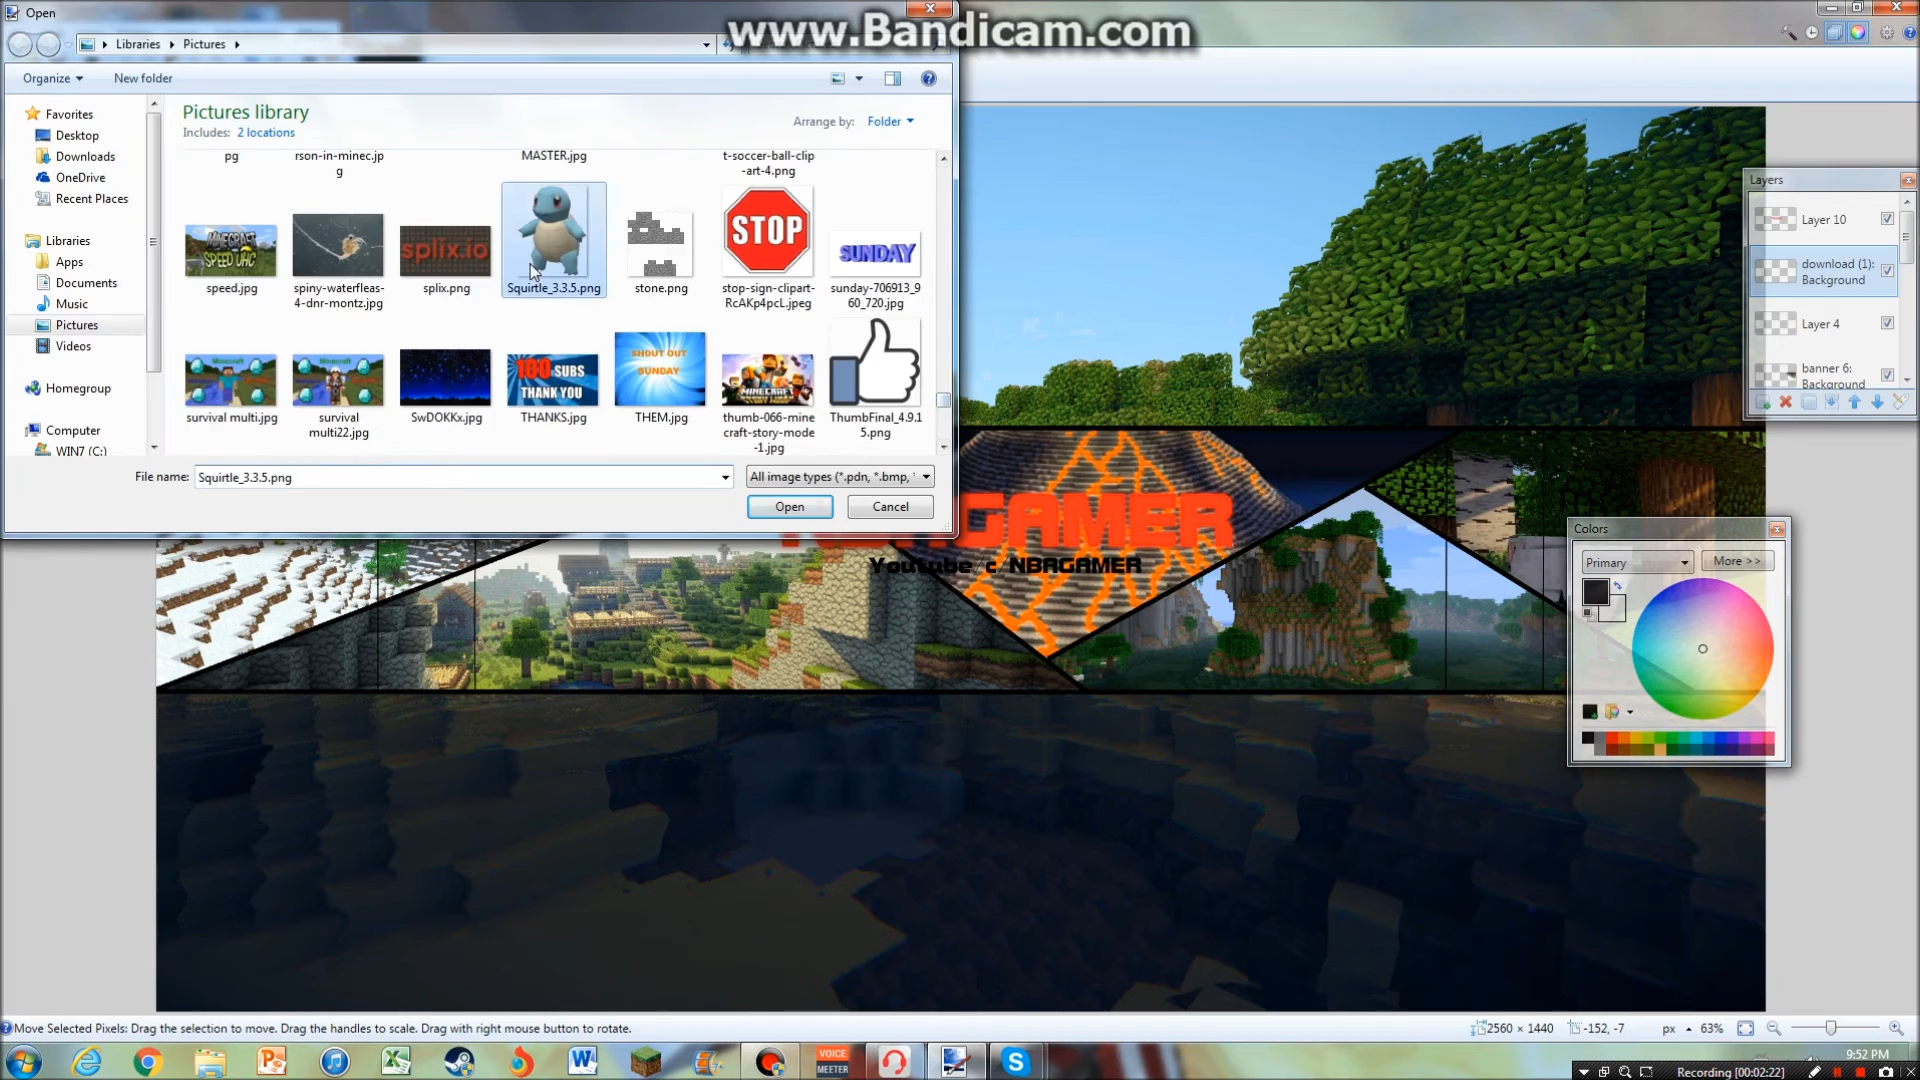 Open
www.Bandicam.com
Libraries
Pictures
Organize
New folder
Pictures library
Includes: 2 locations
Arrange by: Folder
Favorites
Desktop
Downloads
OneDrive
Recent Places
Libraries
Apps
Documents
Music
Pictures
Videos
Homegroup
Computer
WIN7 (C:)
pg
rson-in-minec.jp
g
MASTER.jpg
t-soccer-ball-clip
-art-4.png
MINECRAFT
SPEED UHC
splix.io
STOP
SUNDAY
speed.jpg
spiny-waterfleas-
4-dnr-montz.jpg
splix.png
Squirtle_3.3.5.png
stone.png
stop-sign-clipart-
RcAKp4pcL.jpeg
sunday-706913_9
60_720.jpg
Minecraft
Minecraft
100 SUBS
THANK YOU
SHOUT OUT
SUNDAY
MINECRAFT
survival multi.jpg
survival
multi22.jpg
SwDOKKx.jpg
THANKS.jpg
THEM.jpg
thumb-066-mine
craft-story-mode
-1.jpg
ThumbFinal_4.9.1
5.png
File name:
Squirtle_3.3.5.png
All image types (*.pdn, *.bmp, 
Open
Cancel
GAMER
Youtube/c/NBAGAMER
Layers
Layer 10
download (1):
Background
Layer 4
banner 6:
Background
Colors
Primary
More >>
Move Selected Pixels: Drag the selection to move. Drag the handles to scale. Drag with right mouse button to rotate.
2560 × 1440
-152, -7
px
63%
VOICE
MEETER
9:52 PM
Recording [00:02:22]